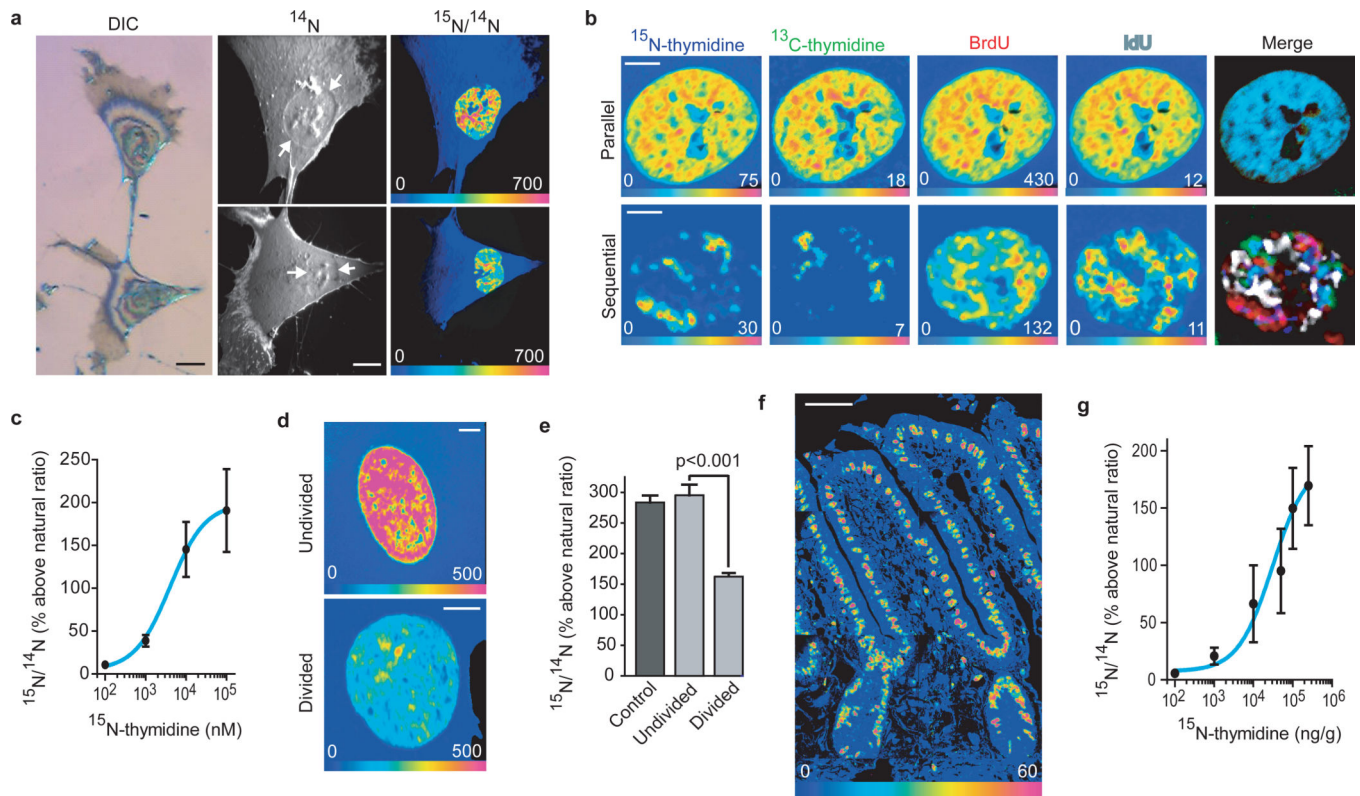 a
DIC
¹⁴N
¹⁵N/¹⁴N
0 700
0 700
b
¹⁵N-thymidine ¹³C-thymidine BrdU IdU Merge
Parallel
0 75 0 18 0 430 0 12
Sequential
0 30 0 7 0 132 0 11
c
¹⁵N/¹⁴N (% above natural ratio)
250
200
150
100
50
0
10² 10³ 10⁴ 10⁵
¹⁵N-thymidine (nM)
d
Undivided
0 500
Divided
0 500
e
¹⁵N/¹⁴N (% above natural ratio)
p<0.001
300
250
200
150
100
50
0
Control
Undivided
Divided
f
0 60
g
¹⁵N/¹⁴N (% above natural ratio)
200
150
100
50
0
10² 10³ 10⁴ 10⁵ 10⁶
¹⁵N-thymidine (ng/g)